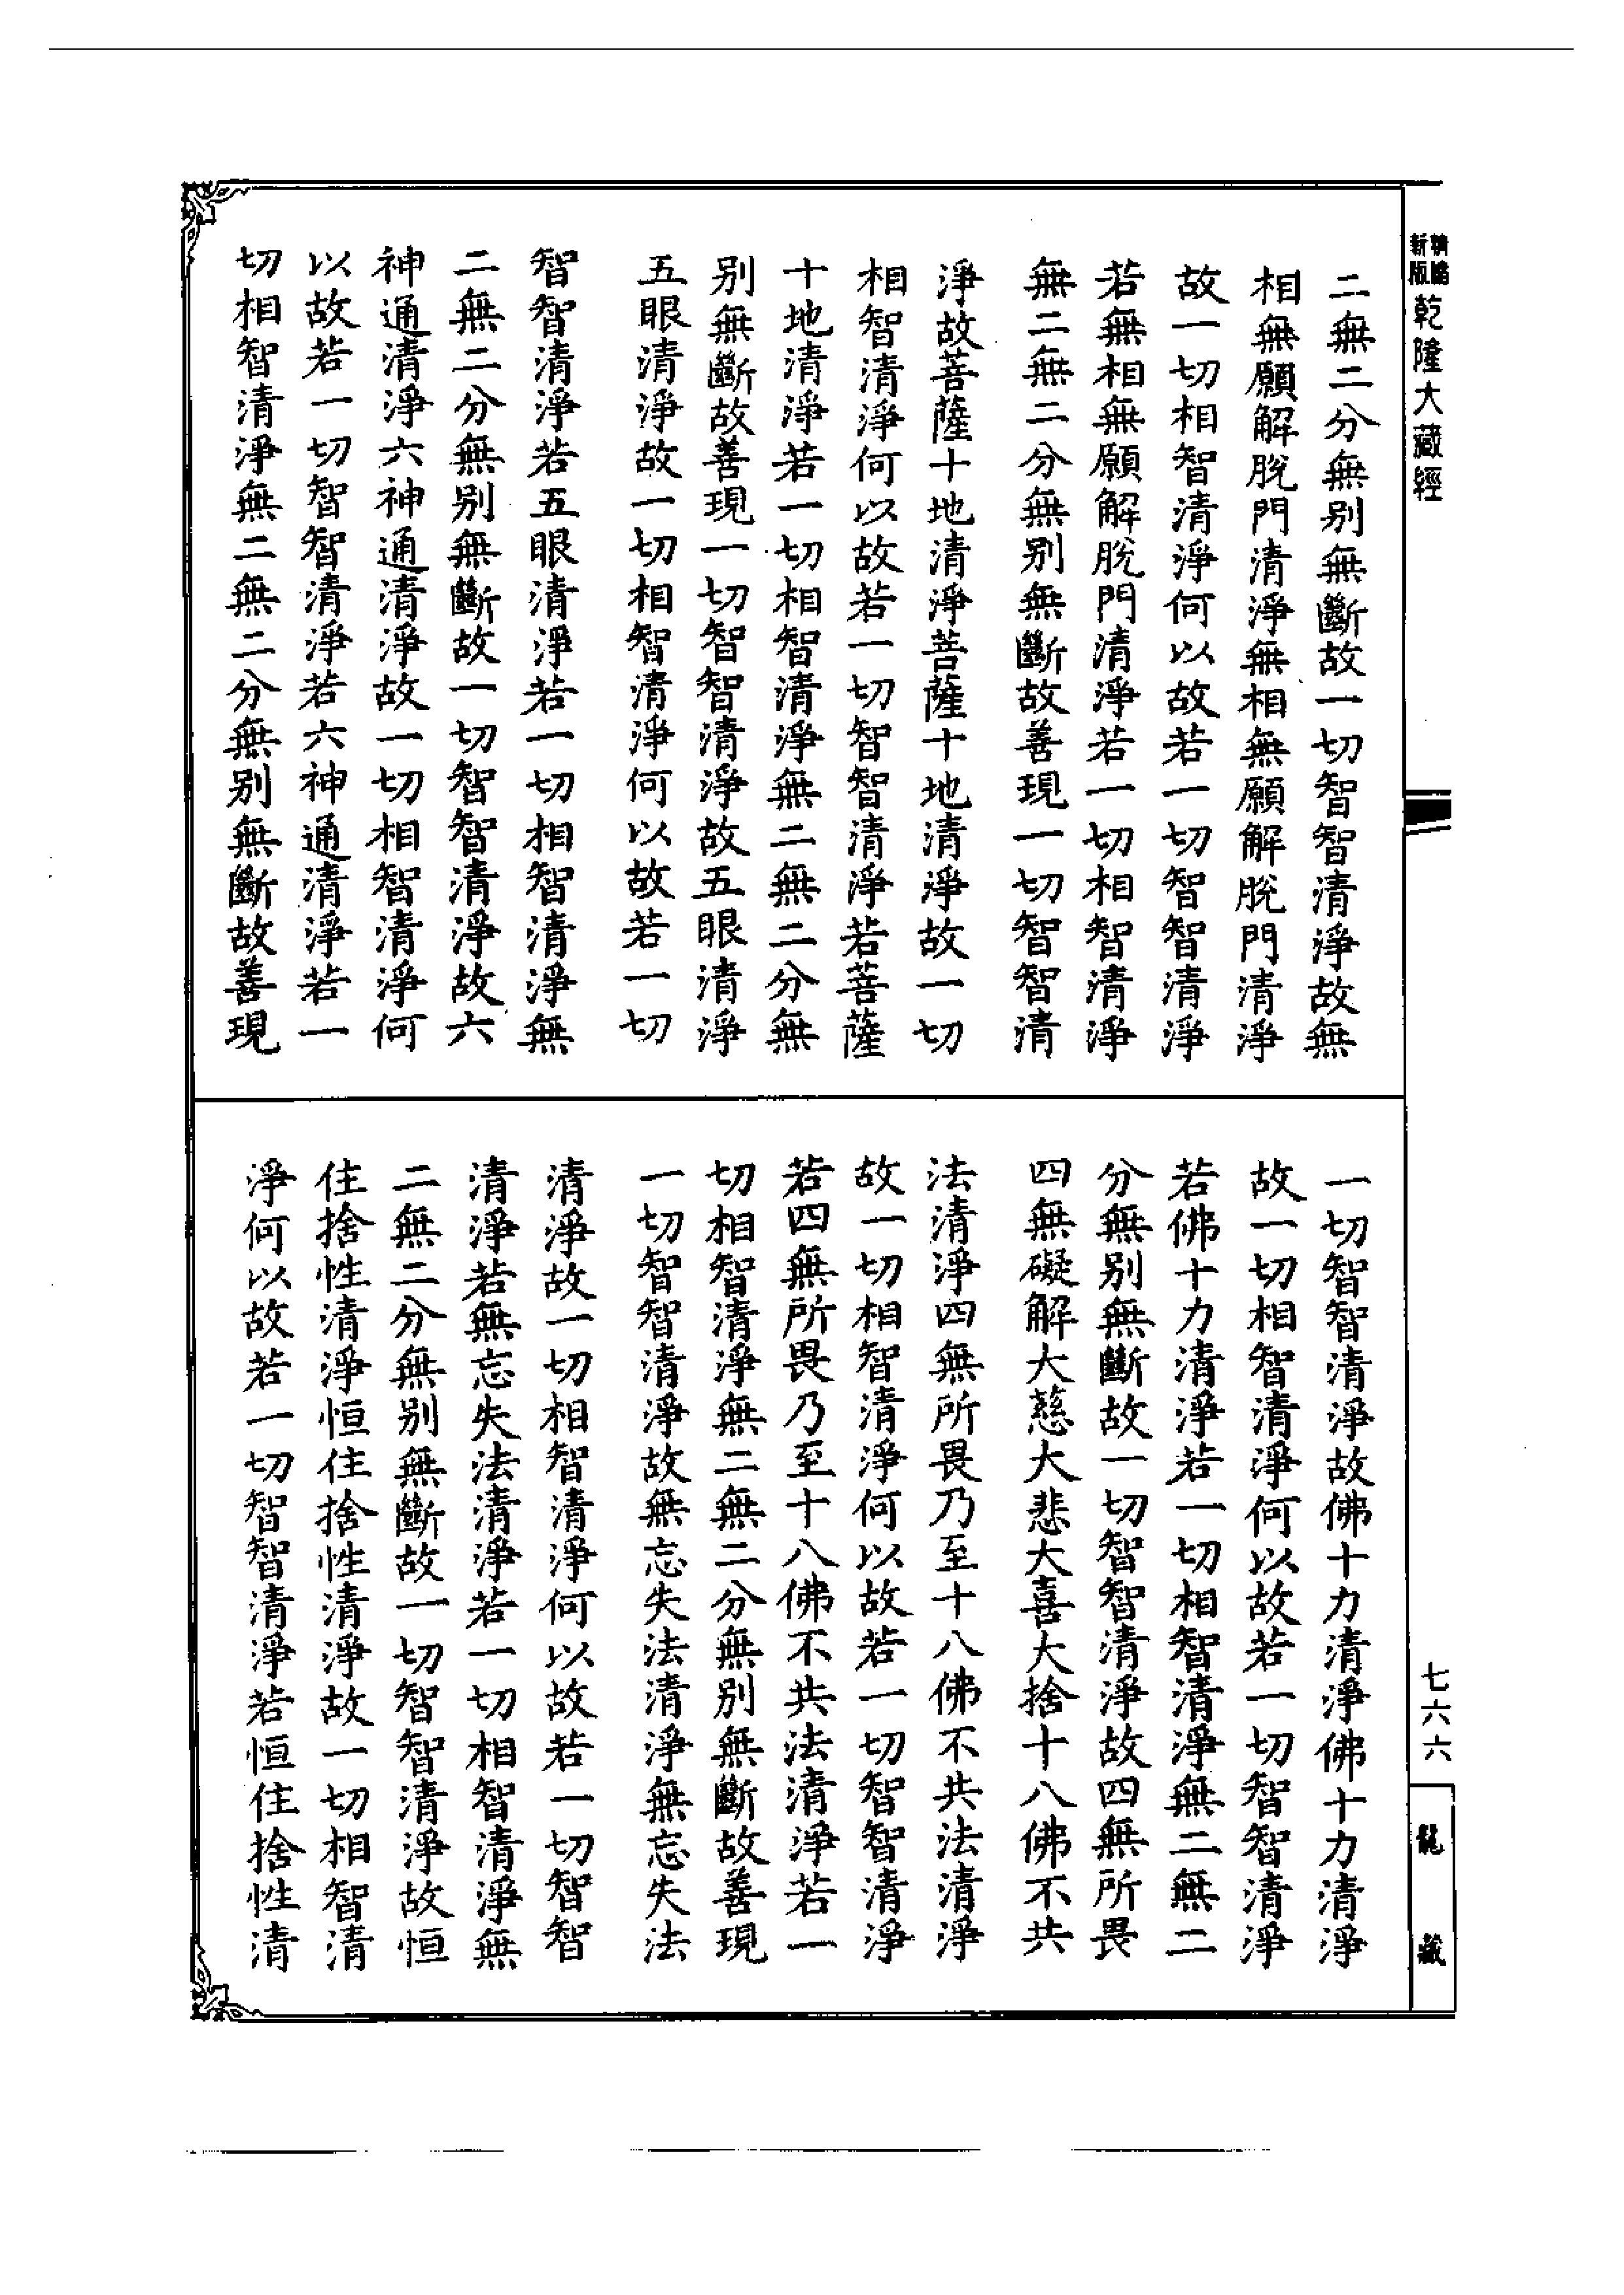 新編
新版
乾隆大藏經
二無二分無別無斷故一切智智清淨故無
相無願解脫門清淨無相無願解脫門清淨
故一切相智清淨何以故若一切智智清淨
若無相無願解脫門清淨若一切相智清淨
無二無二分無別無斷故善現一切智智清
淨故菩薩十地清淨菩薩十地清淨故一切
相智清淨何以故若一切智智清淨若菩薩
十地清淨若一切相智清淨無二無二分無
別無斷故善現一切智智清淨故五眼清淨
五眼清淨故一切相智清淨何以故若一切
智智清淨若五眼清淨若一切相智清淨無
二無二分無別無斷故一切智智清淨故六
神通清淨六神通清淨故一切相智清淨何
以故若一切智智清淨若六神通清淨若一
切相智清淨無二無二分無別無斷故善現
一切智智清淨故佛十力清淨佛十力清淨
故一切相智清淨何以故若一切智智清淨
若佛十力清淨若一切相智清淨無二無二
分無別無斷故一切智智清淨故四無所畏
四無礙解大慈大悲大喜大捨十八佛不共
法清淨四無所畏乃至十八佛不共法清淨
故一切相智清淨何以故若一切智智清淨
若四無所畏乃至十八佛不共法清淨若一
切相智清淨無二無二分無別無斷故善現
一切智智清淨故無忘失法清淨無忘失法
清淨故一切相智清淨何以故若一切智智
清淨若無忘失法清淨若一切相智清淨無
二無二分無別無斷故一切智智清淨故恒
住捨性清淨恒住捨性清淨故一切相智清
淨何以故若一切智智清淨若恒住捨性清
七六六
龍藏